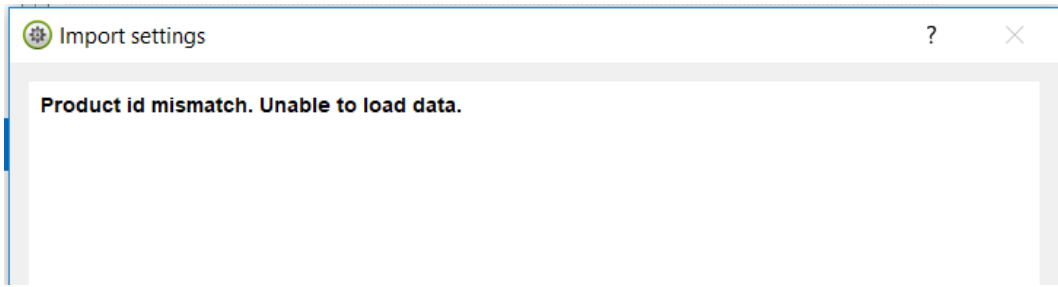 Import settings
?
Product id mismatch. Unable to load data.